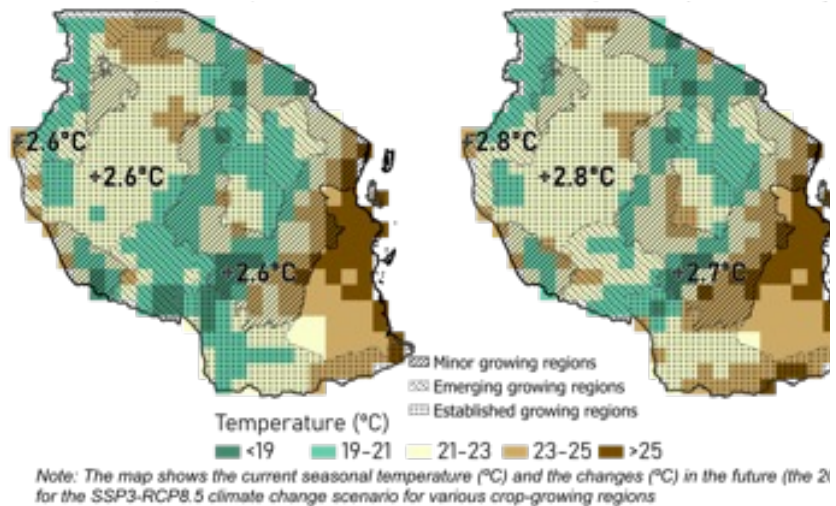 +2.6°C
+2.6°C
+2.6°C
+2.8°C
+2.8°C
+2.7°C
Minor growing regions
Emerging growing regions
Established growing regions
Temperature (°C)
<19 19-21 21-23 23-25 >25
Note: The map shows the current seasonal temperature (ºC) and the changes (ºC) in the future (the
for the SSP3-RCP8.5 climate change scenario for various crop-growing regions